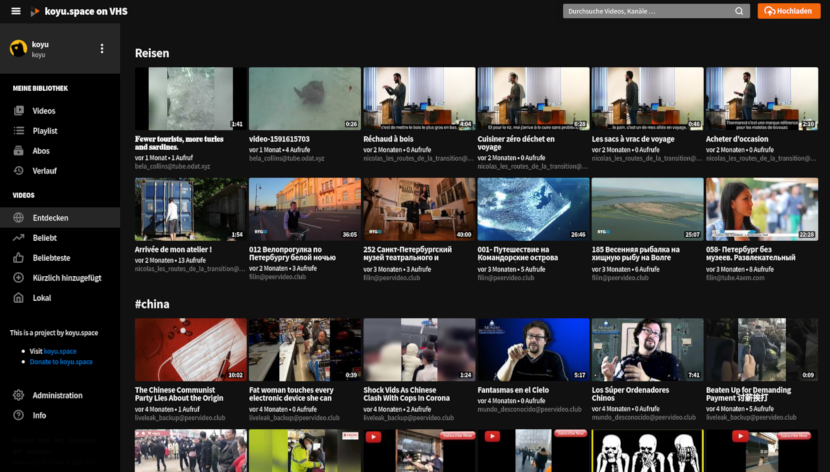 koyu.space on VHS
Durchsuche Videos, Kanäle …
Hochladen
koyu
koyu
MEINE BIBLIOTHEK
Videos
Playlist
Abos
Verlauf
VIDEOS
Entdecken
Beliebt
Beliebteste
Kürzlich hinzugefügt
Lokal
This is a project by koyu.space
Visit koyu.space
Donate to koyu.space
Administration
Info
Reisen
1:41
0:26
4:04
6:28
0:46
2:10
Fewer tourists, more turles
and sardines.
vor 1 Monat • 1 Aufruf
bela_collins@tube.odat.xyz
video-1591615703
vor 1 Monat • 4 Aufrufe
bela_collins@tube.odat.xyz
Réchaud à bois
vor 2 Monaten • 0 Aufrufe
nicolas_les_routes_de_la_transition@...
Cuisiner zéro déchet en
voyage
vor 2 Monaten • 0 Aufrufe
nicolas_les_routes_de_la_transition@...
Les sacs à vrac de voyage
vor 2 Monaten • 0 Aufrufe
nicolas_les_routes_de_la_transition@...
Acheter d'occasion
vor 2 Monaten • 0 Aufrufe
nicolas_les_routes_de_la_transition@...
1:54
36:05
40:00
26:46
25:07
22:28
Arrivée de mon atelier !
vor 2 Monaten • 13 Aufrufe
nicolas_les_routes_de_la_transition@...
012 Велопрогулка по
Петербургу белой ночью
vor 2 Monaten • 3 Aufrufe
filin@peervideo.club
252 Санкт-Петербургский
музей театрального и
vor 3 Monaten • 3 Aufrufe
filin@peervideo.club
001- Путешествие на
Командорские острова
vor 3 Monaten • 5 Aufrufe
filin@peervideo.club
185 Весенняя рыбалка на
хищную рыбу на Волге
vor 3 Monaten • 6 Aufrufe
filin@peervideo.club
058- Петербург без
музеев. Развлекательный
vor 3 Monaten • 8 Aufrufe
filin@tube.4aem.com
#china
10:02
0:39
1:24
5:17
7:41
0:09
The Chinese Communist
Party Lies About the Origin
vor 4 Monaten • 1 Aufruf
liveleak_backup@peervideo.club
Fat woman touches every
electronic device she can
vor 4 Monaten • 0 Aufrufe
liveleak_backup@peervideo.club
Shock Vids As Chinese
Clash With Cops In Corona
vor 4 Monaten • 2 Aufrufe
liveleak_backup@peervideo.club
Fantasmas en el Cielo
vor 4 Monaten • 0 Aufrufe
mundo_desconocido@peervideo.club
Los Súper Ordenadores
Chinos
vor 4 Monaten • 0 Aufrufe
mundo_desconocido@peervideo.club
Beaten Up for Demanding
Payment 讨薪挨打
vor 4 Monaten • 5 Aufrufe
liveleak_backup@peervideo.club